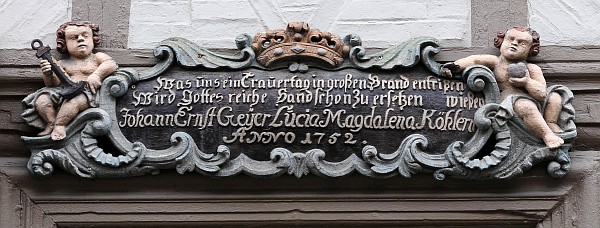 Was uns ein Trauertag in großen Brand entrißen
Wird Gottes reiche Hand schon zu ersetzen wißen
Johann Ernst Geÿer Lucia Magdalena Köhlern
ANNO 1752.